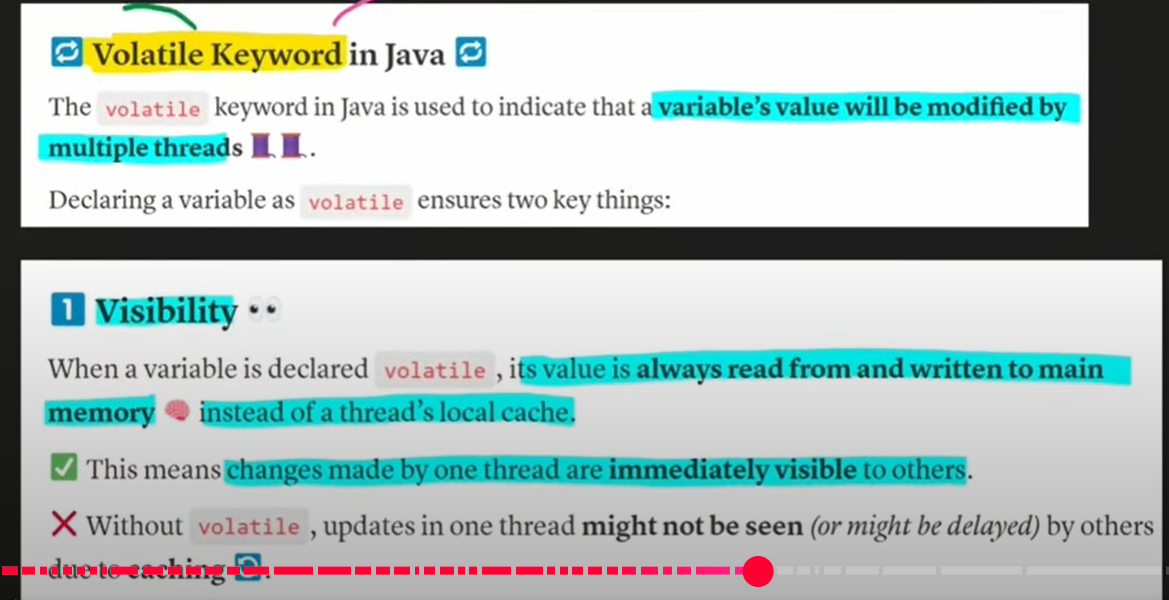 🔁 Volatile Keyword in Java 🔁
The volatile keyword in Java is used to indicate that a variable’s value will be modified by
multiple threads 🧵🧵.
Declaring a variable as volatile ensures two key things:
1️⃣ Visibility 👀
When a variable is declared volatile, its value is always read from and written to main
memory 🧠 instead of a thread’s local cache.
✅ This means changes made by one thread are immediately visible to others.
❌ Without volatile, updates in one thread might not be seen (or might be delayed) by others
due to caching 🔄.